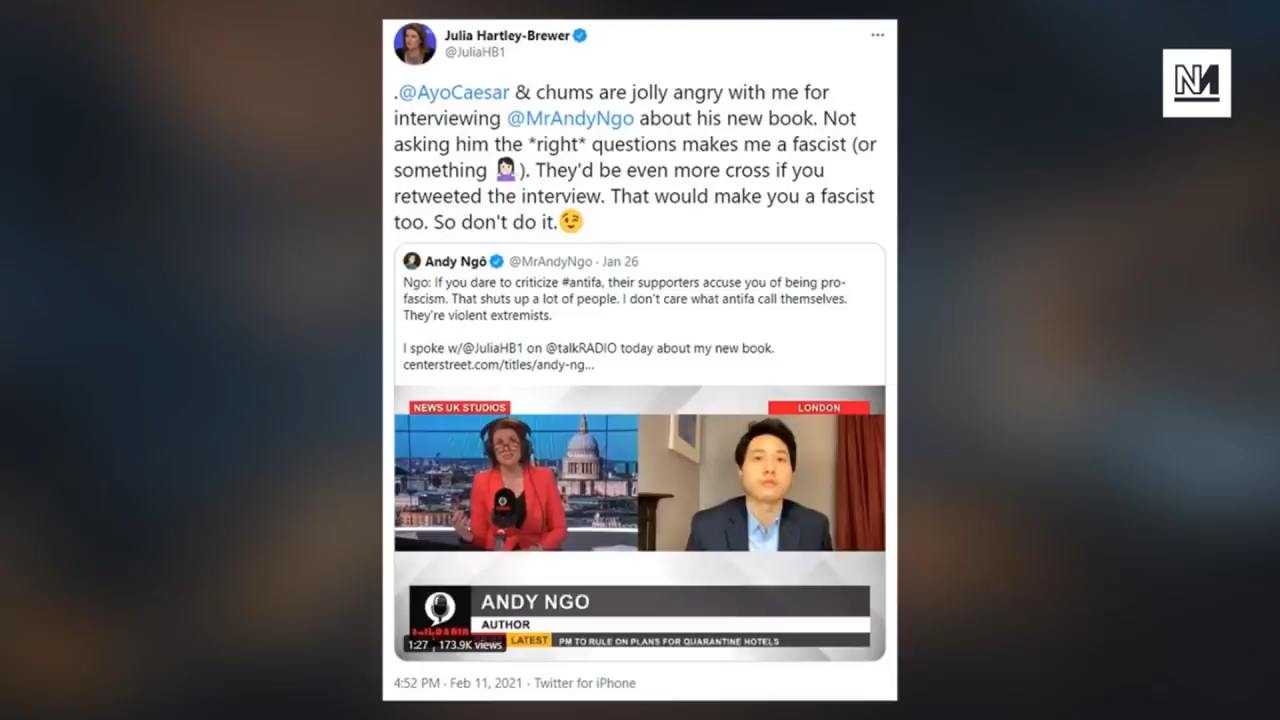 Julia Hartley-Brewer
@JuliaHB1
.@AyoCaesar & chums are jolly angry with me for
interviewing @MrAndyNgo about his new book. Not
asking him the *right* questions makes me a fascist (or
something 🤷🏻‍♀️). They'd be even more cross if you
retweeted the interview. That would make you a fascist
too. So don't do it.😉
Andy Ngô @MrAndyNgo · Jan 26
Ngo: If you dare to criticize #antifa, their supporters accuse you of being pro-
fascism. That shuts up a lot of people. I don't care what antifa call themselves.
They're violent extremists.
I spoke w/@JuliaHB1 on @talkRADIO today about my new book.
centerstreet.com/titles/andy-ng...
NEWS UK STUDIOS
LONDON
ANDY NGO
AUTHOR
LATEST PM TO RULE ON PLANS FOR QUARANTINE HOTELS
1:27 173.9K views
4:52 PM · Feb 11, 2021 · Twitter for iPhone